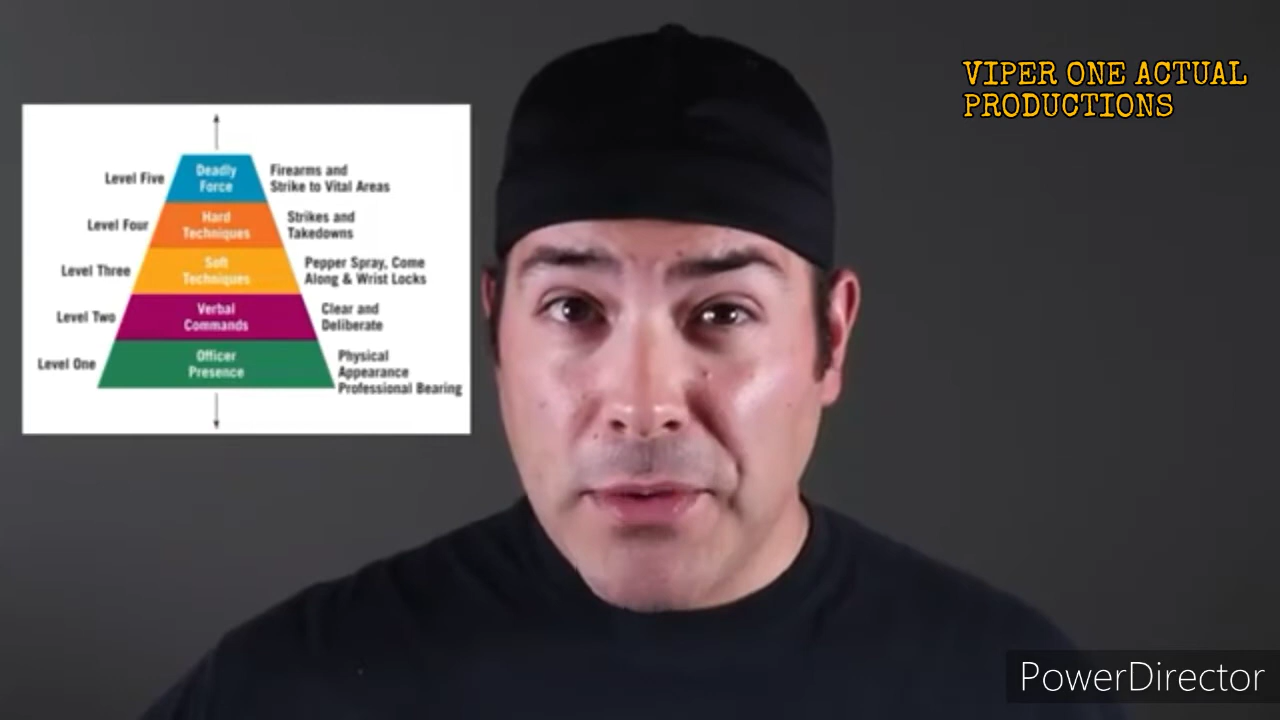 VIPER ONE ACTUAL
PRODUCTIONS
Level Five
Deadly
Force
Firearms and
Strike to Vital Areas
Level Four
Hard
Techniques
Strikes and
Takedowns
Level Three
Soft
Techniques
Pepper Spray, Come
Along & Wrist Locks
Level Two
Verbal
Commands
Clear and
Deliberate
Level One
Officer
Presence
Physical
Appearance
Professional Bearing
PowerDirector